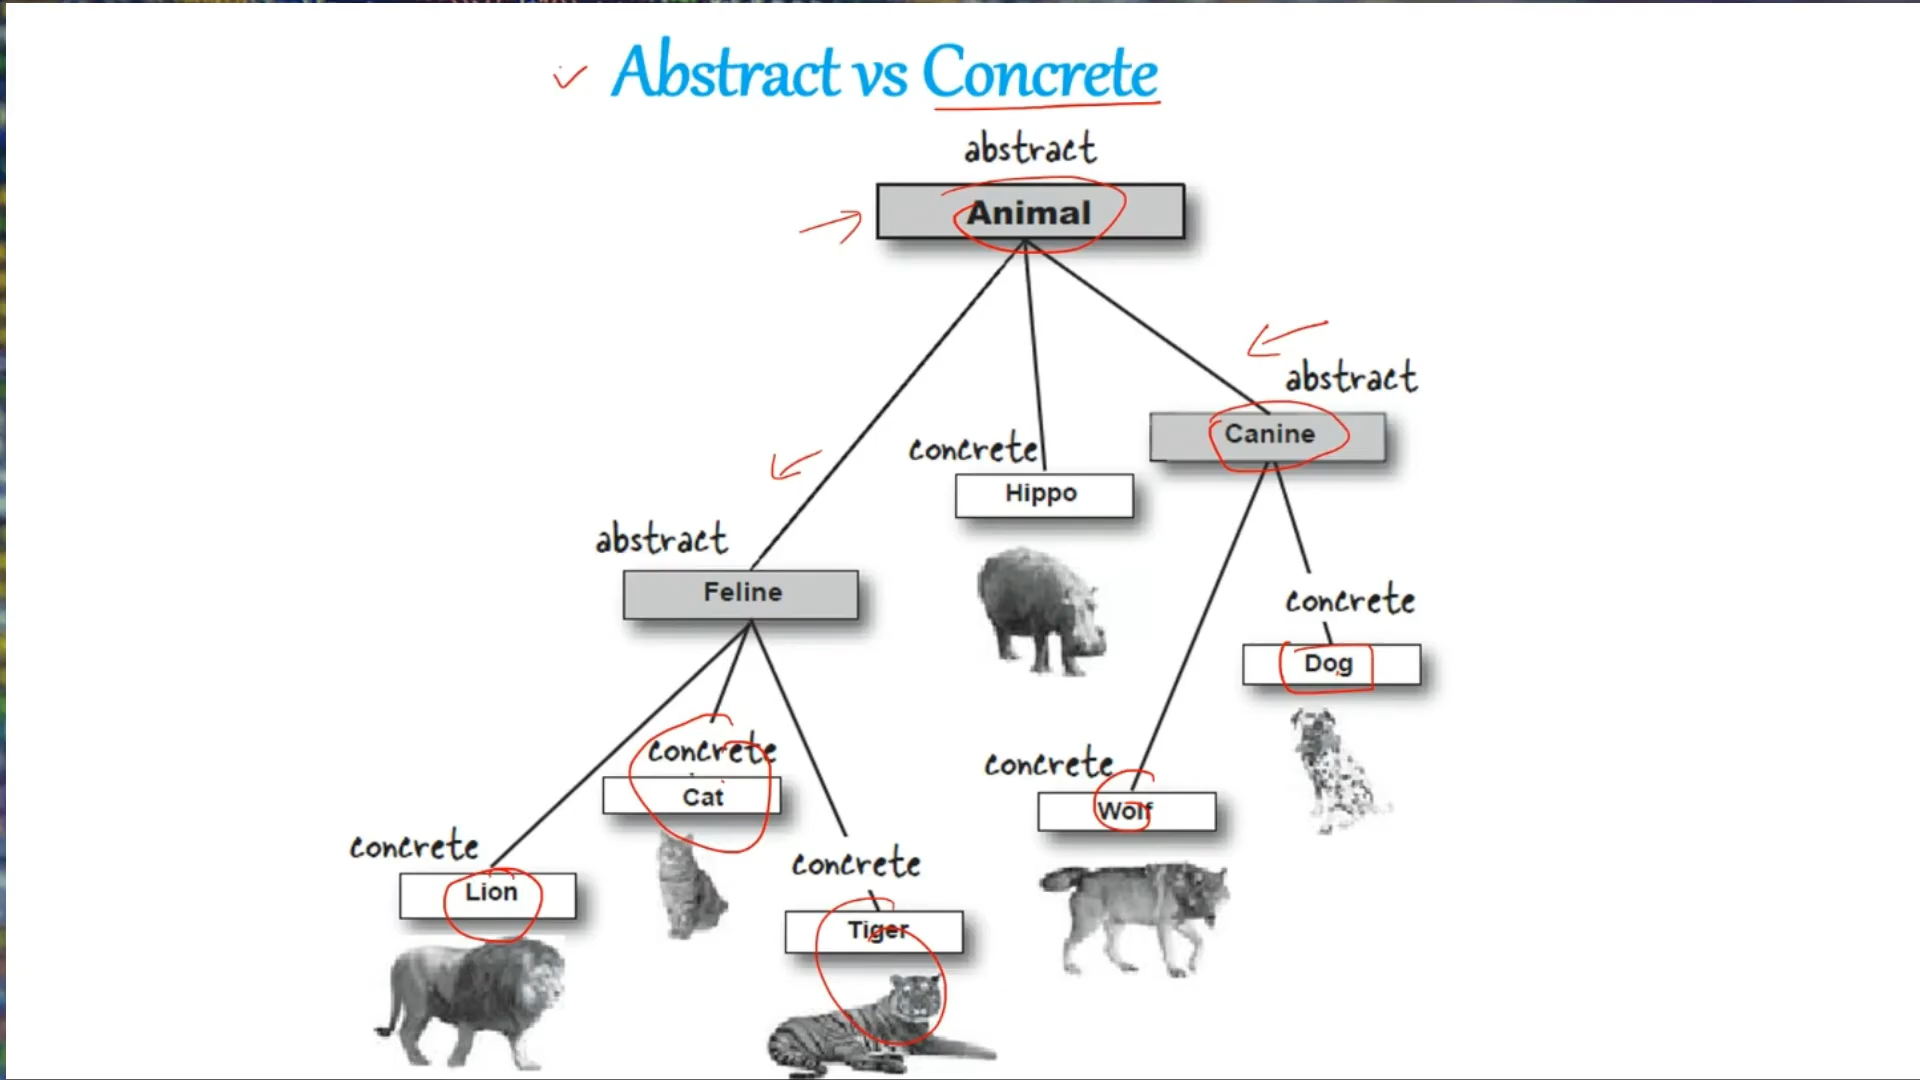 Abstract vs Concrete
abstract
Animal
abstract
Canine
concrete
Hippo
abstract
Feline
concrete
Dog
concrete
Cat
concrete
Wolf
concrete
Lion
concrete
Tiger